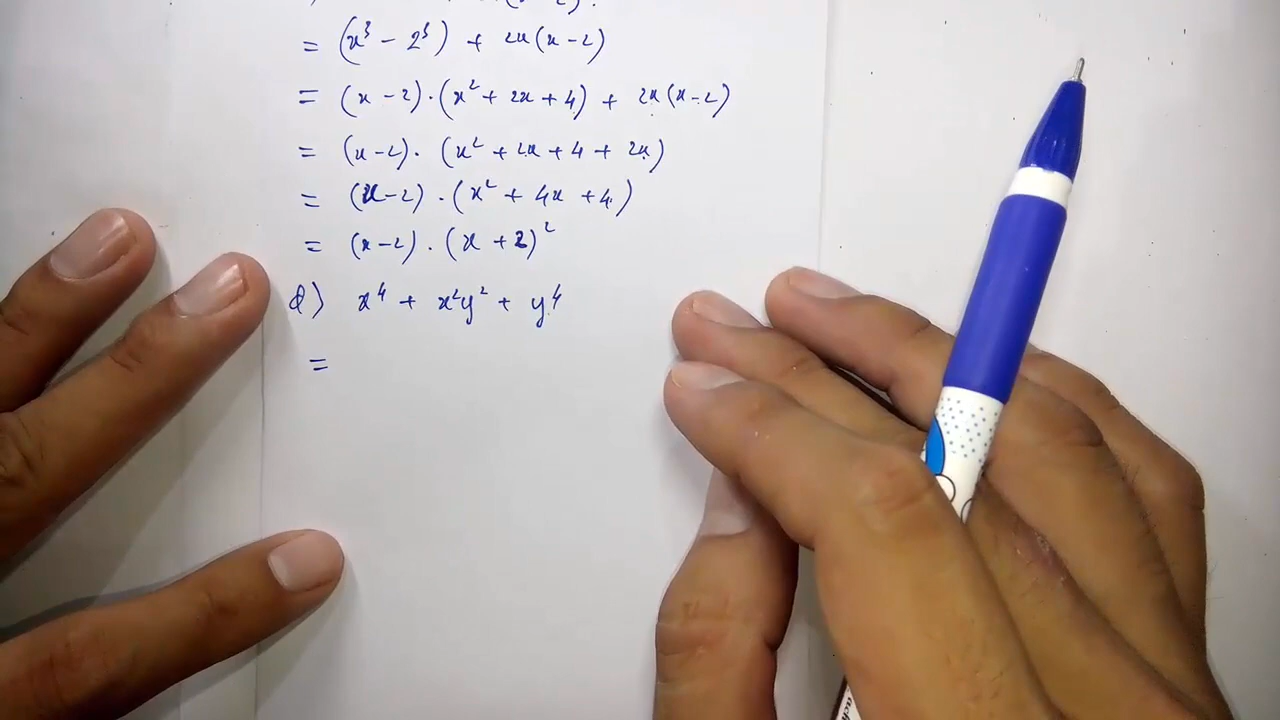 = (x³ - 2³) + 2x(x-2)
= (x-2).(x² + 2x + 4) + 2x(x-2)
= (x-2). (x² + 2x + 4 + 2x)
= (x-2).(x² + 4x + 4)
= (x-2).(x + 2)²
d) x⁴ + x²y² + y⁴
=